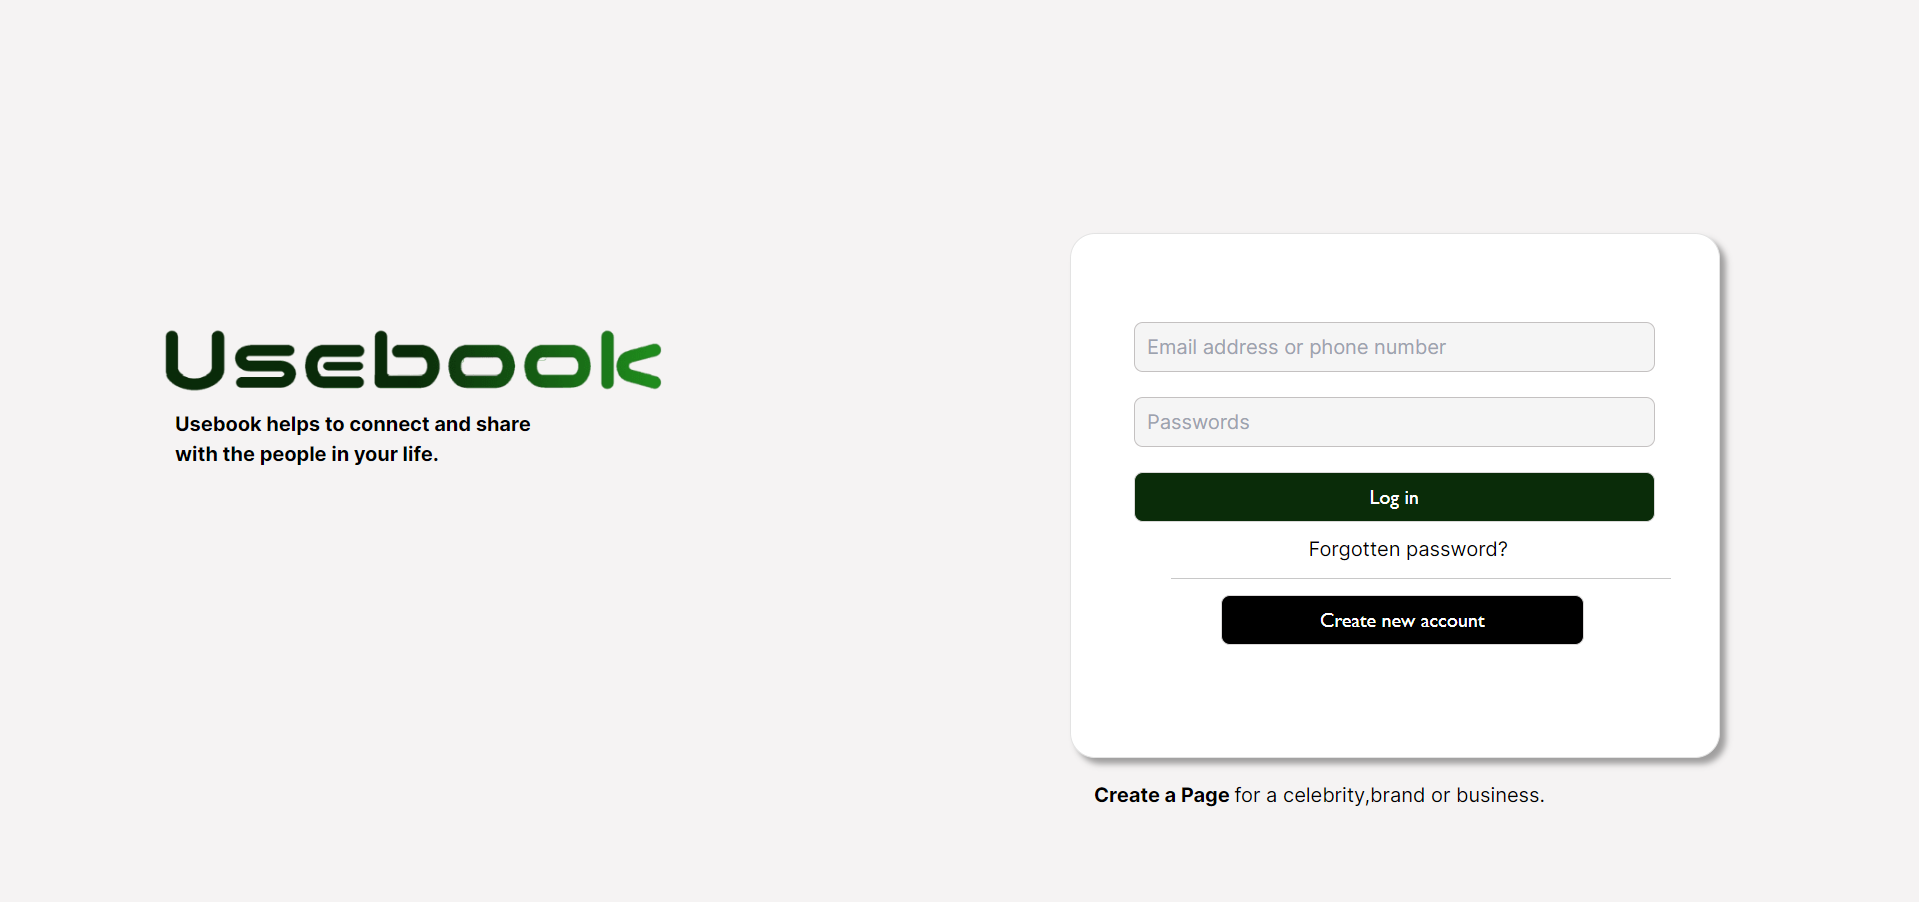 Usebook
Usebook helps to connect and share
with the people in your life.
Email address or phone number
Passwords
Log in
Forgotten password?
Create new account
Create a Page for a celebrity,brand or business.